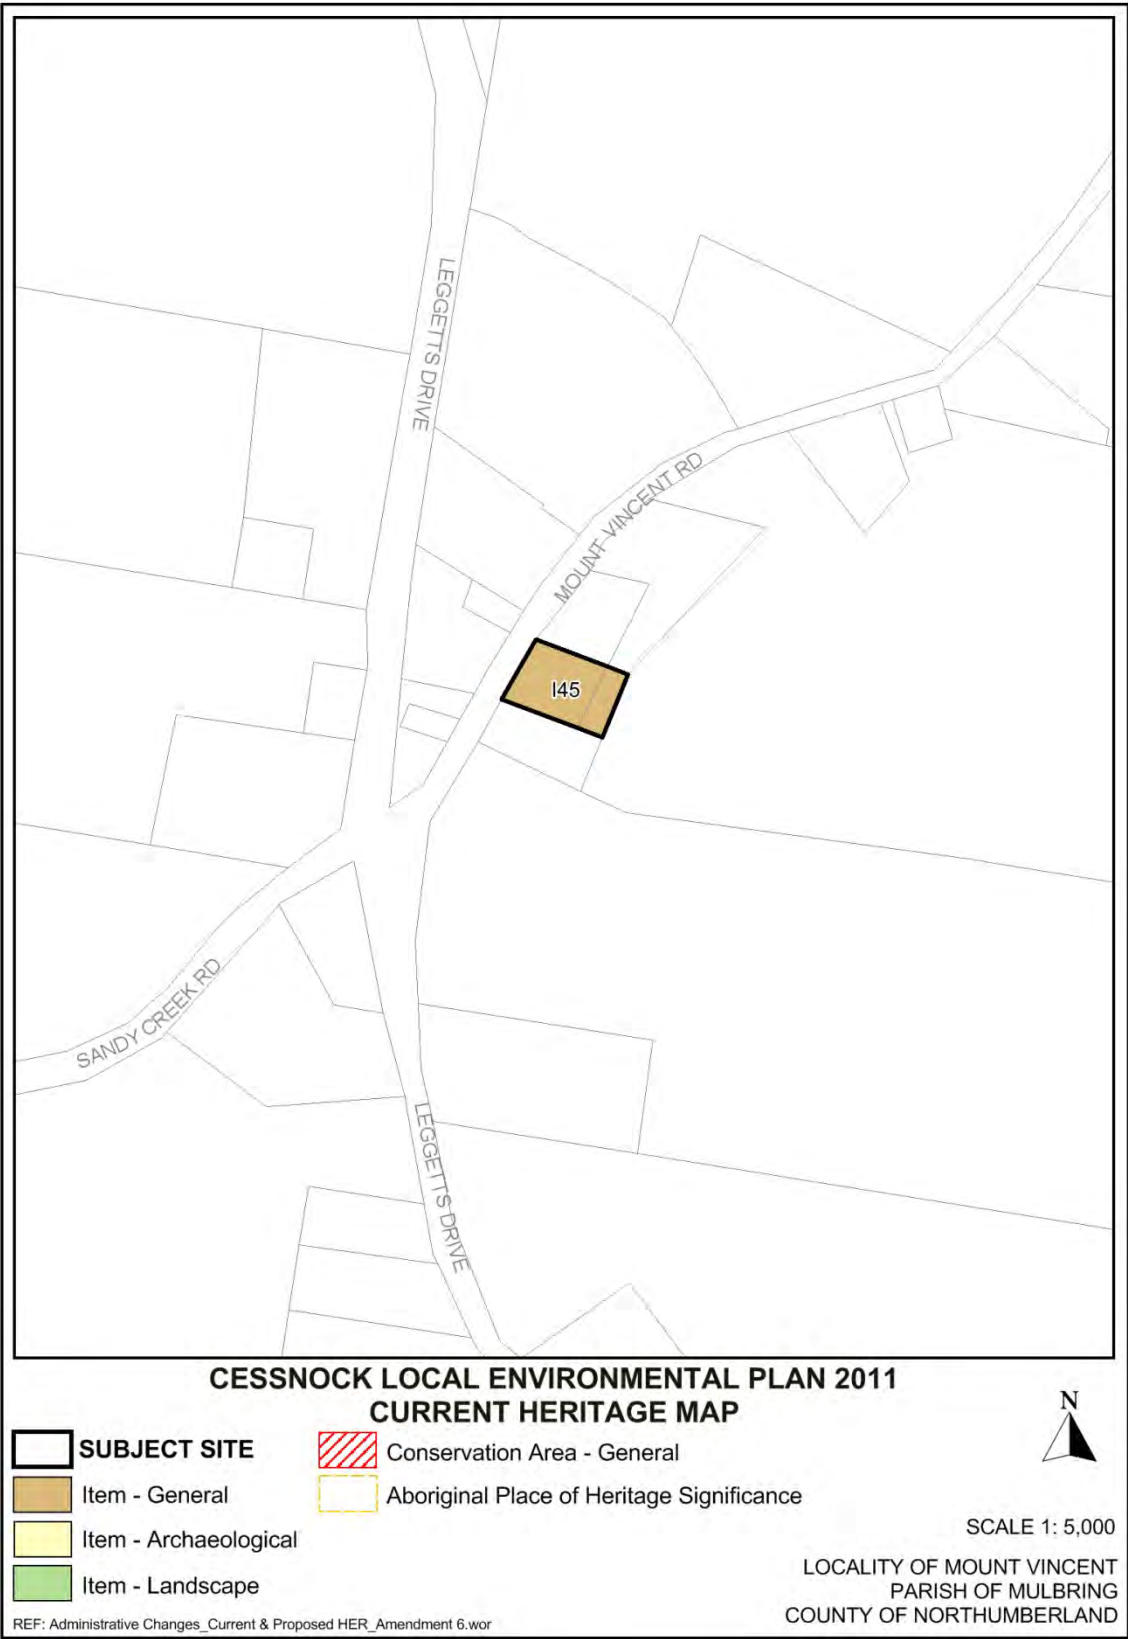 LEGGETTS DRIVE
MOUNT VINCENT RD
I45
SANDY CREEK RD
LEGGETTS DRIVE
CESSNOCK LOCAL ENVIRONMENTAL PLAN 2011
CURRENT HERITAGE MAP
N
SUBJECT SITE
Item - General
Item - Archaeological
Item - Landscape
Conservation Area - General
Aboriginal Place of Heritage Significance
SCALE 1: 5,000
LOCALITY OF MOUNT VINCENT
PARISH OF MULBRING
COUNTY OF NORTHUMBERLAND
REF: Administrative Changes_Current & Proposed HER_Amendment 6.wor